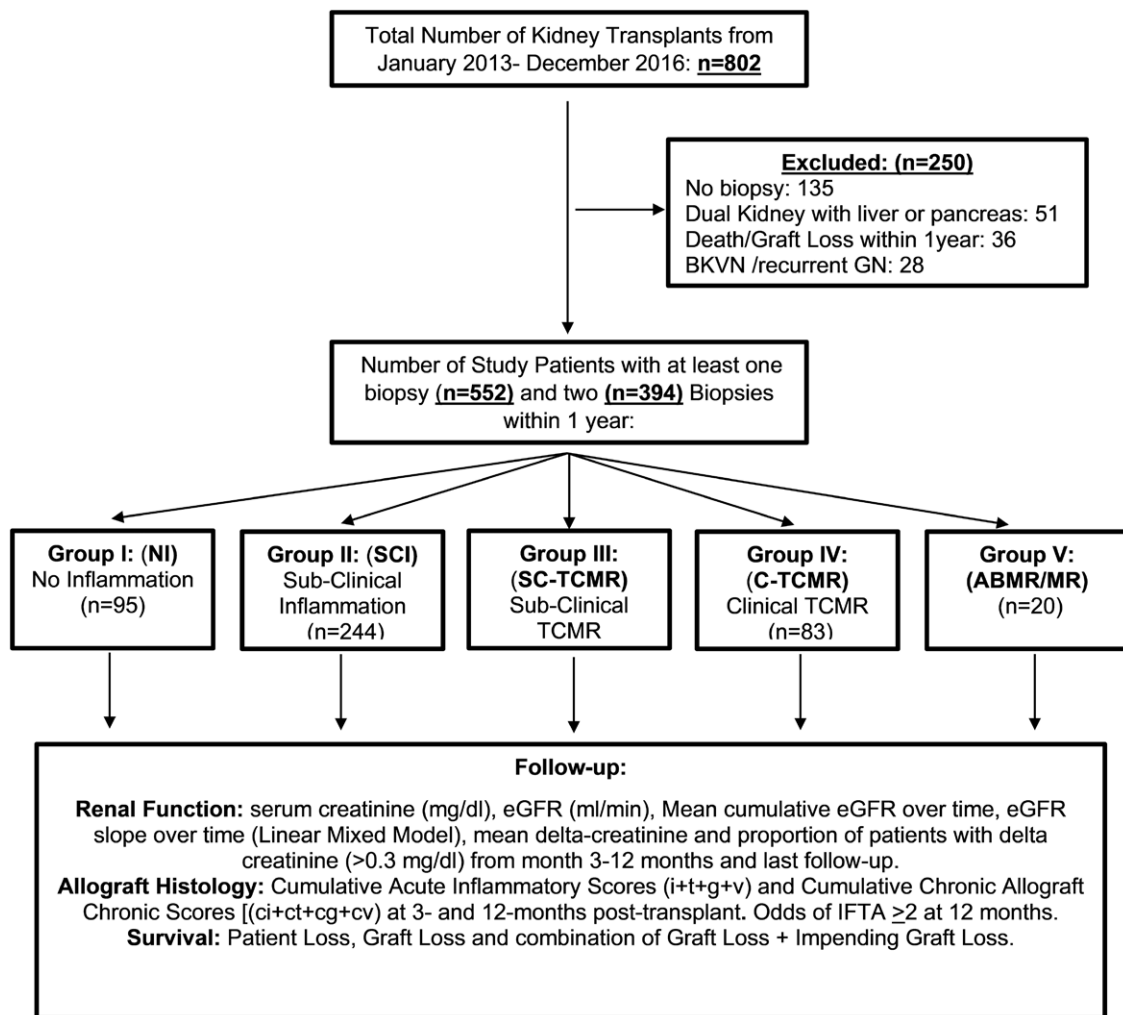 Total Number of Kidney Transplants from
January 2013- December 2016: n=802
Excluded: (n=250)
No biopsy: 135
Dual Kidney with liver or pancreas: 51
Death/Graft Loss within 1year: 36
BKVN /recurrent GN: 28
Number of Study Patients with at least one
biopsy (n=552) and two (n=394) Biopsies
within 1 year:
Group I: (NI)
No Inflammation
(n=95)
Group II: (SCI)
Sub-Clinical
Inflammation
(n=244)
Group III:
(SC-TCMR)
Sub-Clinical
TCMR
Group IV:
(C-TCMR)
Clinical TCMR
(n=83)
Group V:
(ABMR/MR)
(n=20)
Follow-up:
Renal Function: serum creatinine (mg/dl), eGFR (ml/min), Mean cumulative eGFR over time, eGFR
slope over time (Linear Mixed Model), mean delta-creatinine and proportion of patients with delta
creatinine (>0.3 mg/dl) from month 3-12 months and last follow-up.
Allograft Histology: Cumulative Acute Inflammatory Scores (i+t+g+v) and Cumulative Chronic Allograft
Chronic Scores [(ci+ct+cg+cv) at 3- and 12-months post-transplant. Odds of IFTA ≥2 at 12 months.
Survival: Patient Loss, Graft Loss and combination of Graft Loss + Impending Graft Loss.